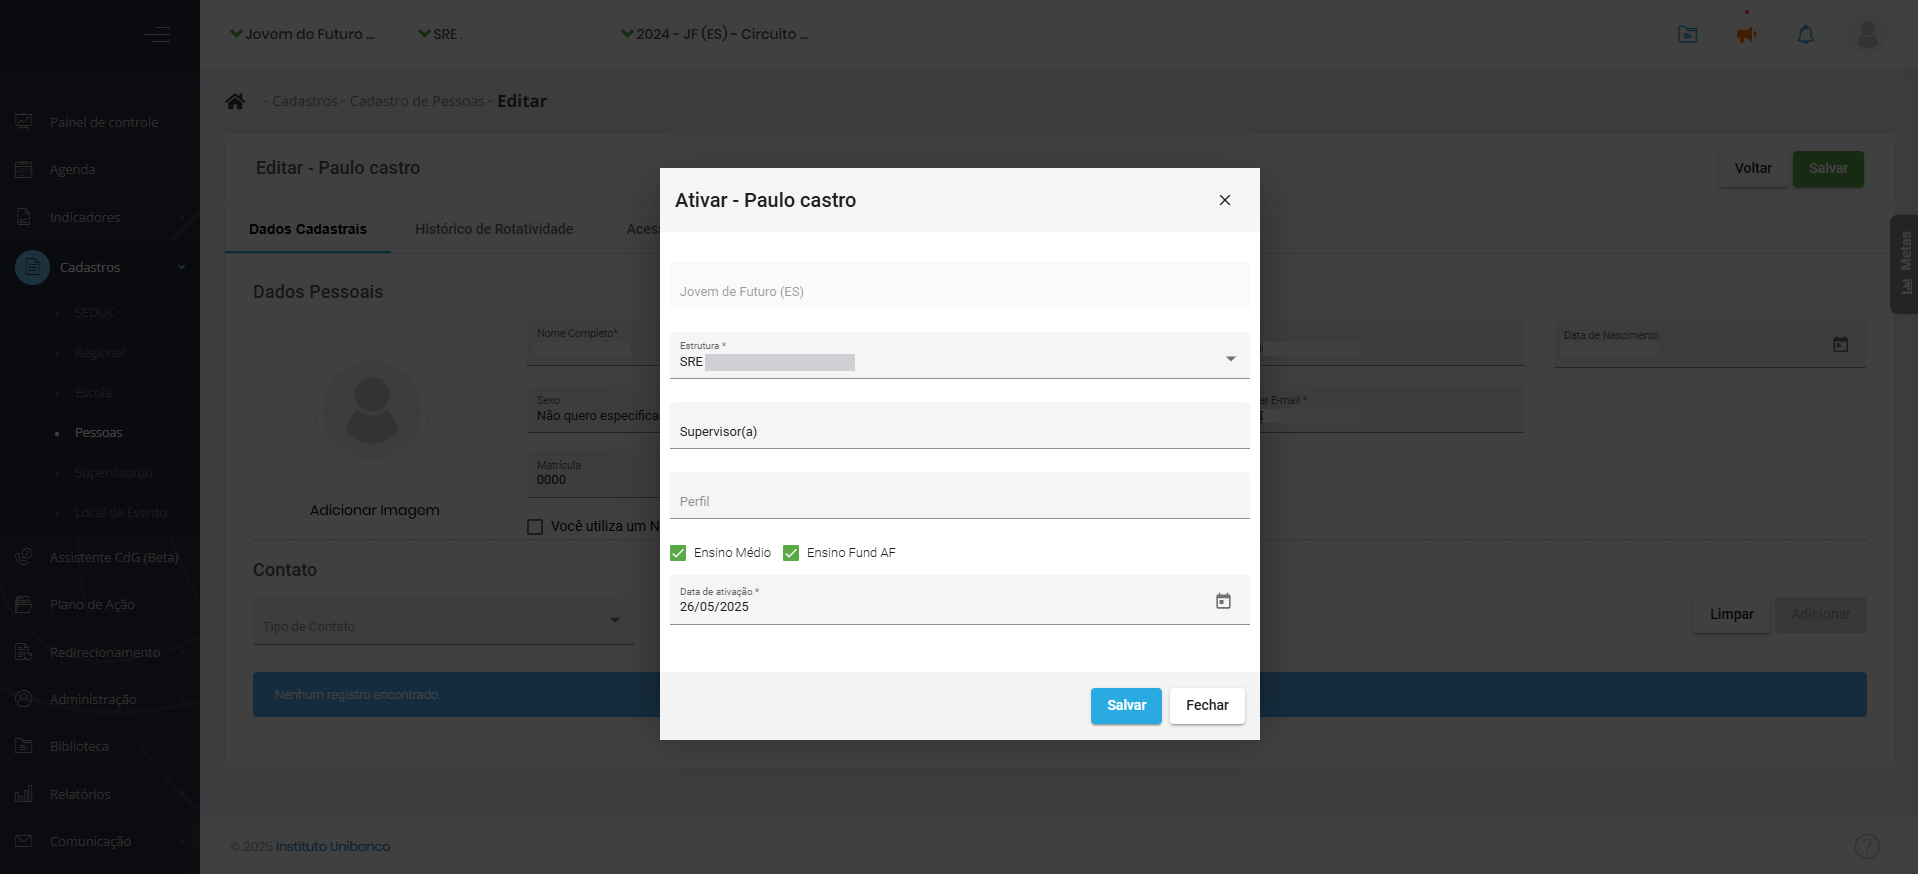 Jovem de Futuro ...
SRE .
2024 - JF (ES) - Circuito ...
- Cadastros - Cadastro de Pessoas - Editar
Painel de controle
Agenda
Indicadores
Cadastros
SEDUC
Regional
Escola
Pessoas
Supervisor(a)
Local de Evento
Assistente CdG (Beta)
Plano de Ação
Redirecionamento
Administração
Biblioteca
Relatórios
Comunicação
Editar - Paulo castro
Voltar
Salvar
Dados Cadastrais
Histórico de Rotatividade
Metas
Dados Pessoais
Nome Completo*
Data de Nascimento
Sexo
Não quero especifica
ar E-mail *
Matrícula
0000
Adicionar Imagem
Você utiliza um N
Contato
Tipo de Contato
Limpar
Adicionar
Nenhum registro encontrado.
© 2025 Instituto Unibanco
?
Ativar - Paulo castro
Jovem de Futuro (ES)
Estrutura *
SRE
Supervisor(a)
Perfil
Ensino Médio
Ensino Fund AF
Data de ativação *
26/05/2025
Salvar
Fechar